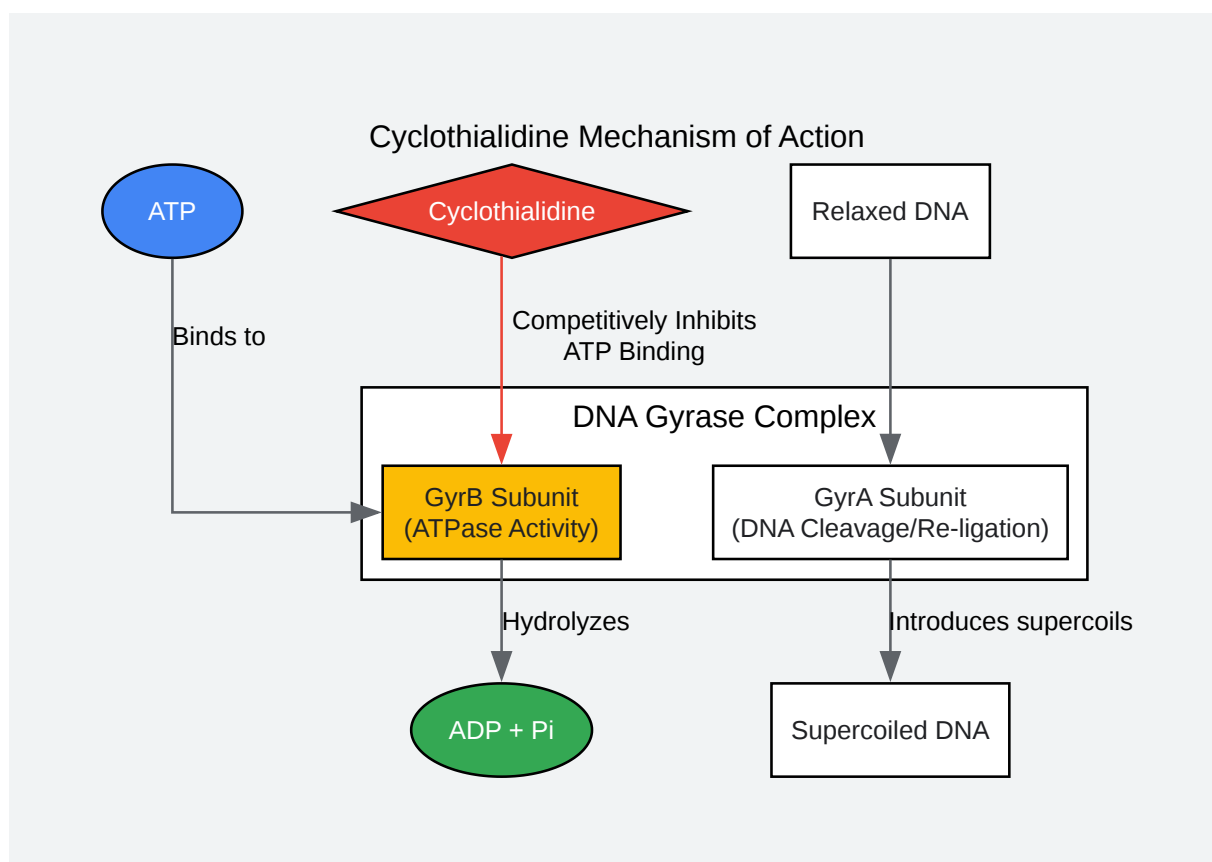 Cyclothialidine Mechanism of Action
ATP
Cyclothialidine
Relaxed DNA
Binds to
Competitively Inhibits
ATP Binding
DNA Gyrase Complex
GyrB Subunit
(ATPase Activity)
GyrA Subunit
(DNA Cleavage/Re-ligation)
Hydrolyzes
Introduces supercoils
ADP + Pi
Supercoiled DNA